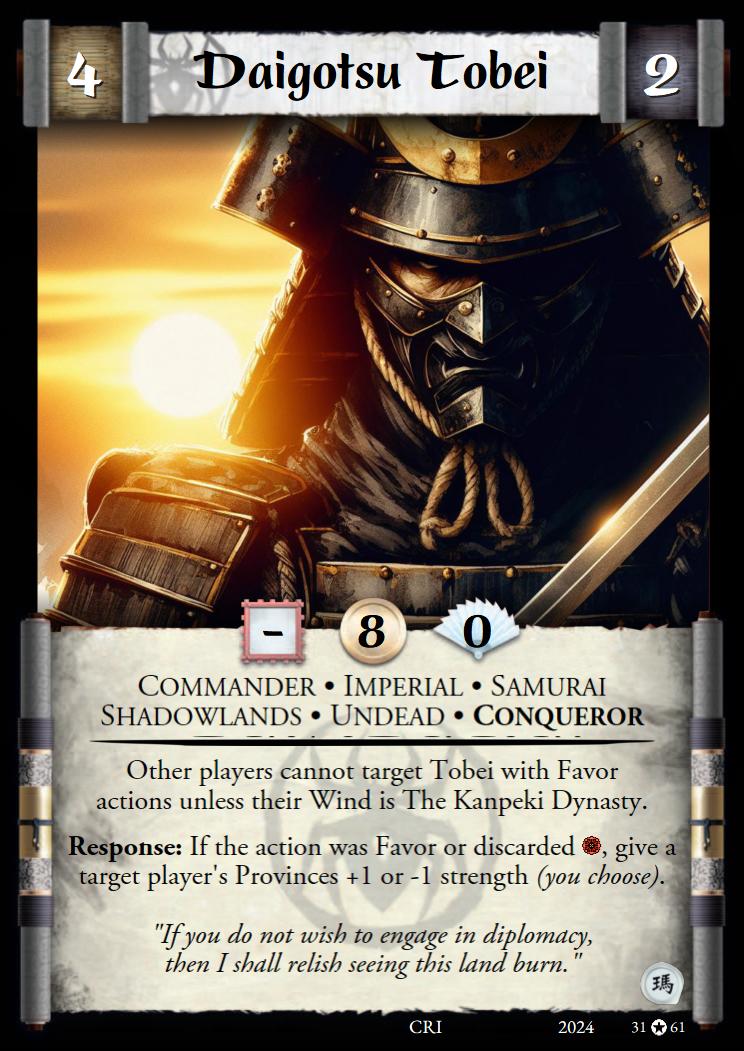 4 Daigotsu Tobei 2
- 8 0
COMMANDER • IMPERIAL • SAMURAI
SHADOWLANDS • UNDEAD • CONQUEROR
Other players cannot target Tobei with Favor
actions unless their Wind is The Kanpeki Dynasty.
Response: If the action was Favor or discarded , give a
target player's Provinces +1 or -1 strength (you choose).
"If you do not wish to engage in diplomacy,
then I shall relish seeing this land burn."
瑪
CRI 2024 31 61